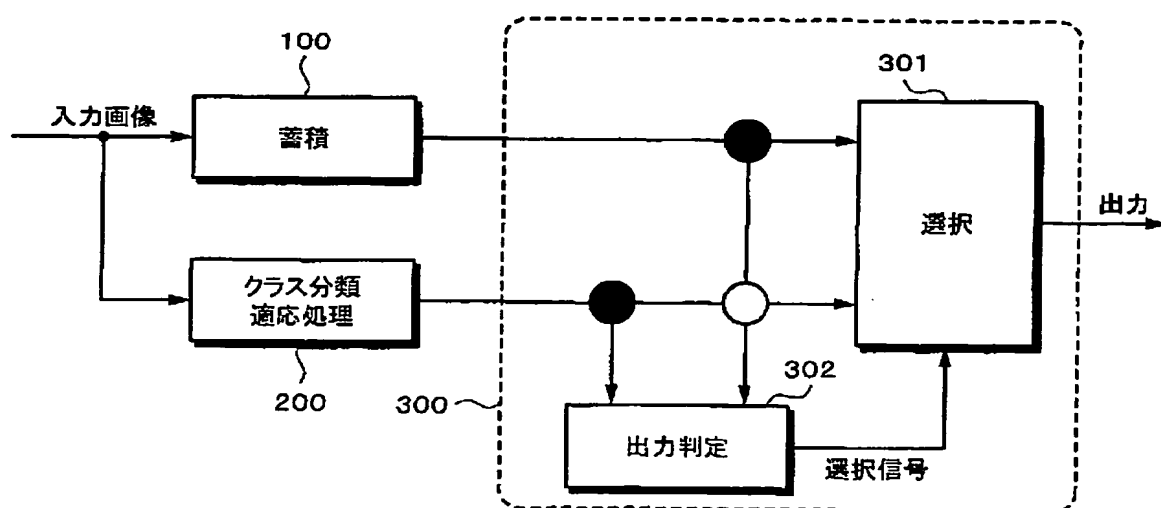 100
入力画像
蓄積
クラス分類
適応処理
200
300
301
選択
出力
302
出力判定
選択信号